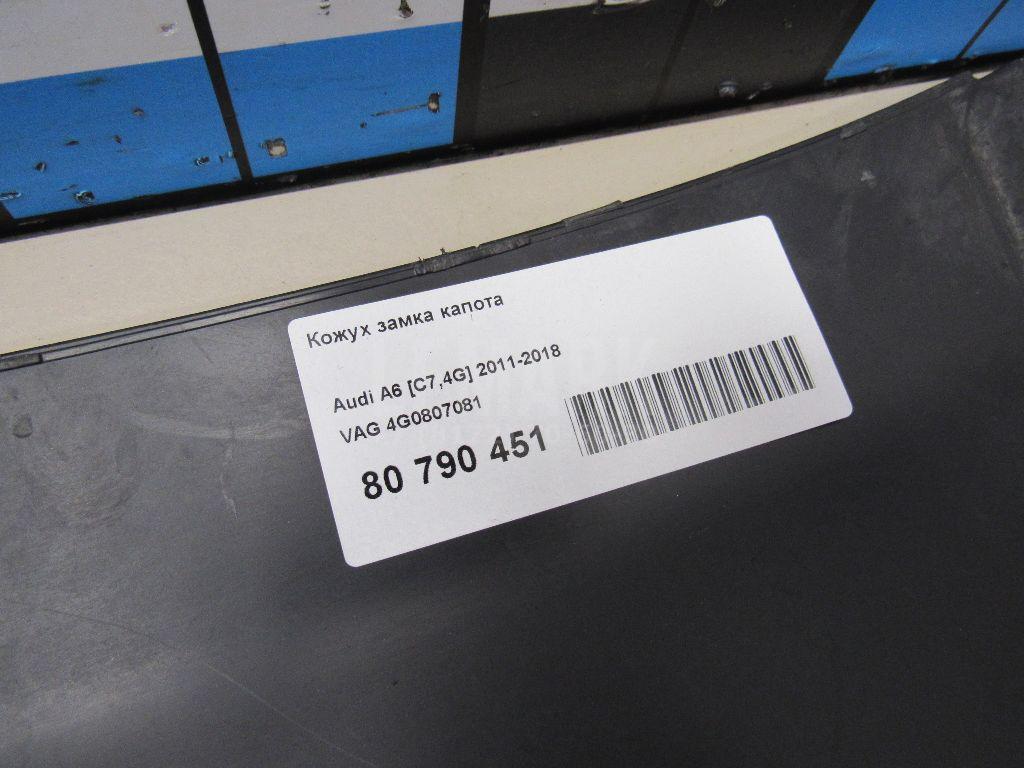 Кожух замка капота
Audi A6 [C7,4G] 2011-2018
VAG 4G0807081
80 790 451